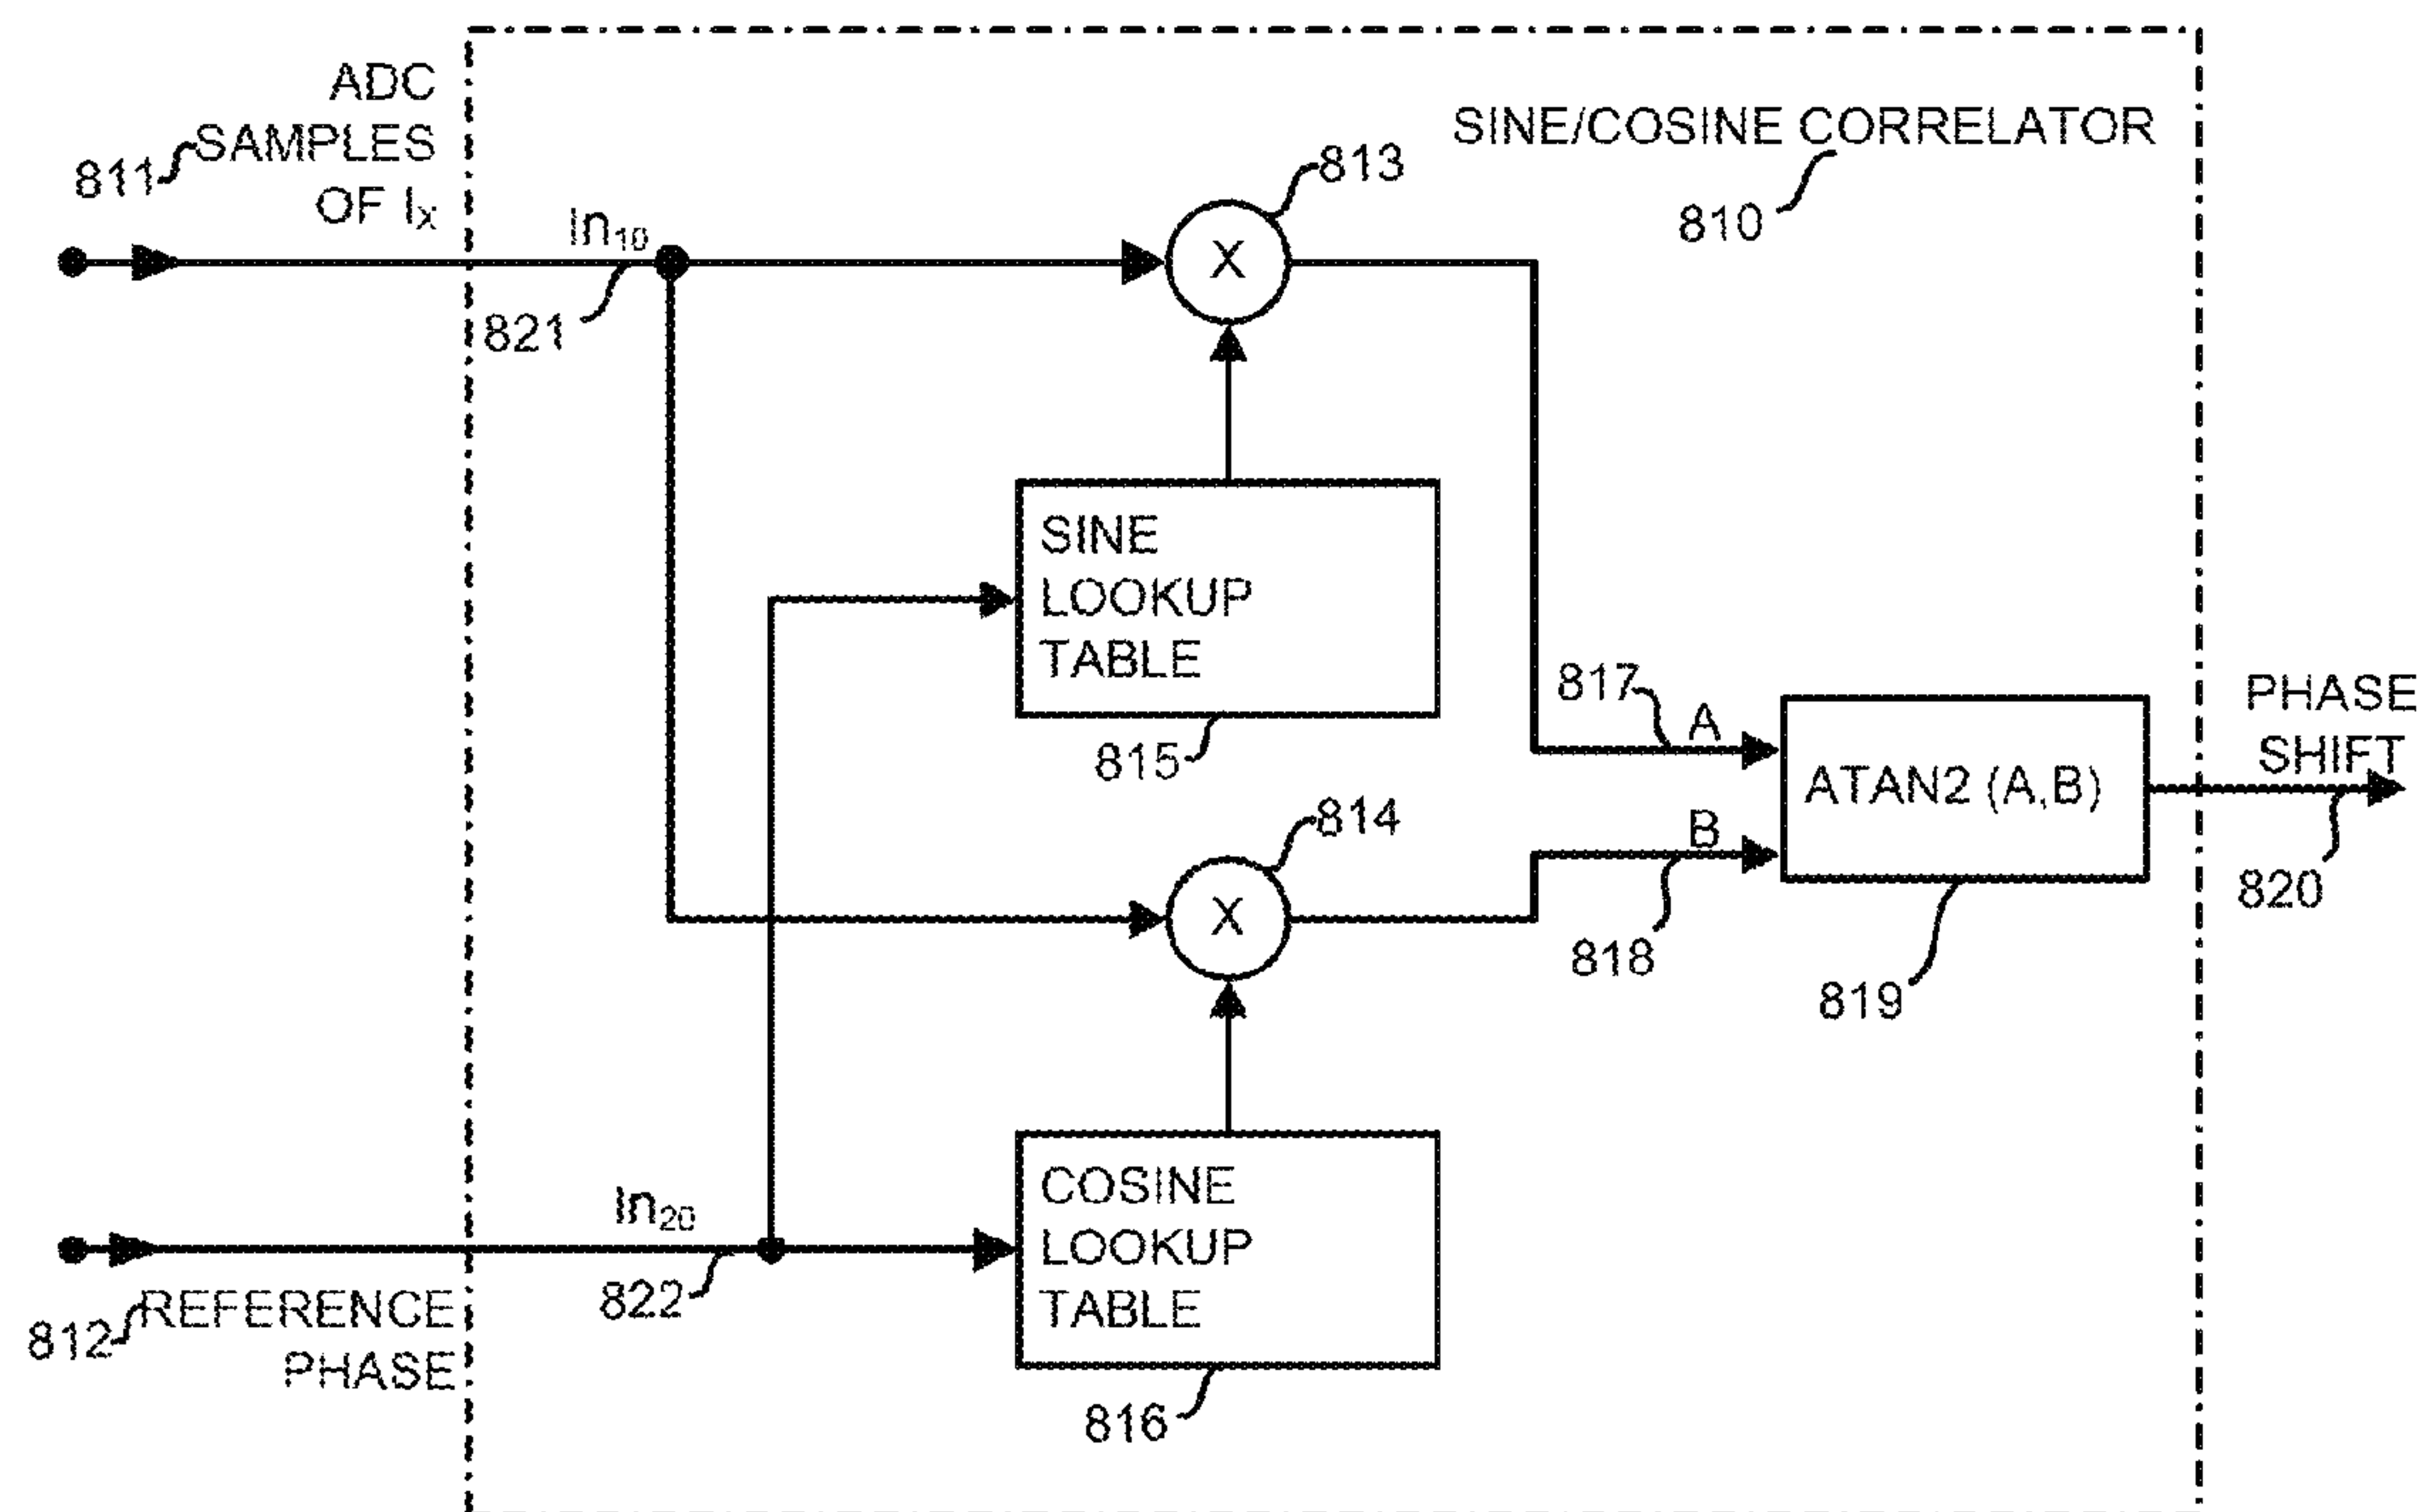 ADC
SAMPLES
OF Ix
811
SINE/COSINE CORRELATOR
810
813
In10
821
SINE
LOOKUP
TABLE
815
817
A
PHASE
SHIFT
ATAN2 (A,B)
814
B
820
818
819
In20
822
COSINE
LOOKUP
TABLE
812
REFERENCE
PHASE
816
X
X